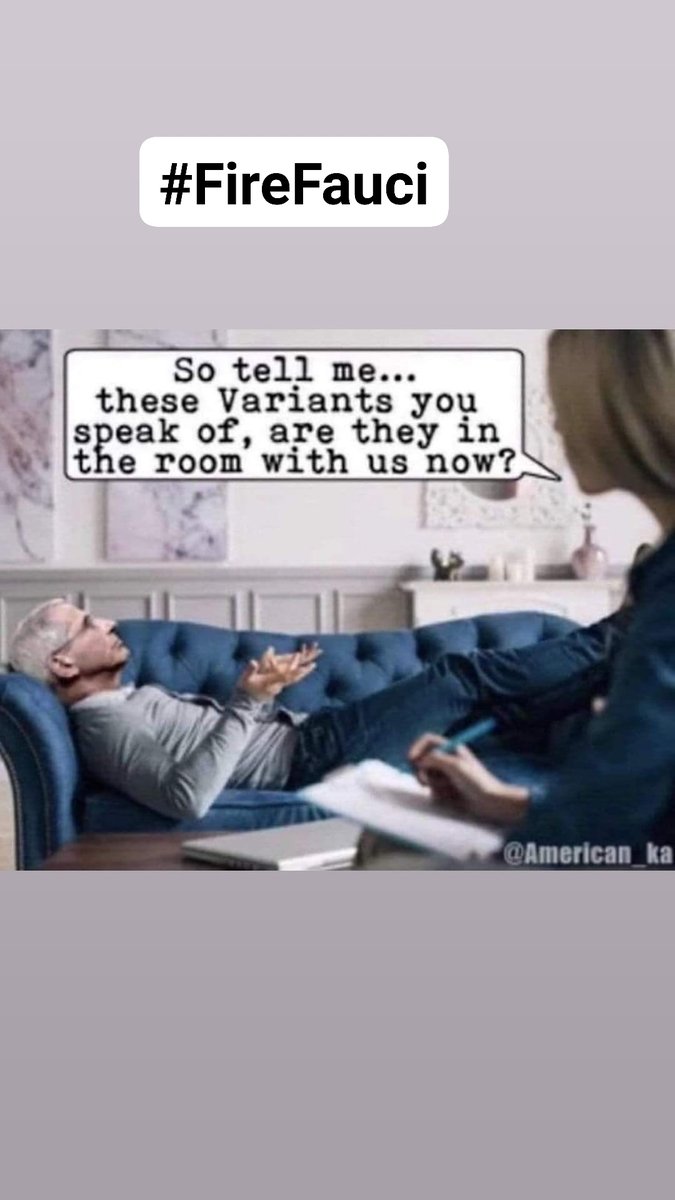 #FireFauci
So tell me...
these Variants you
speak of, are they in
the room with us now?
@American_ka